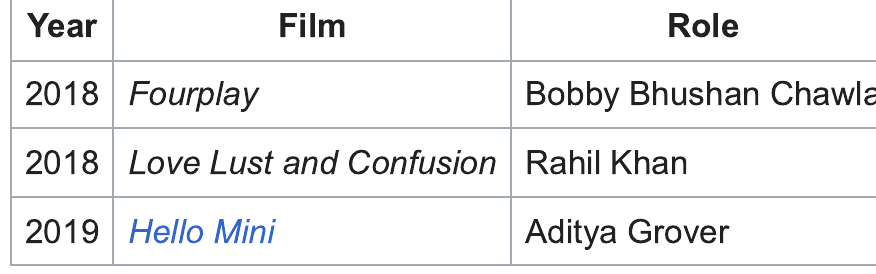 Year Film Role
2018 Fourplay Bobby Bhushan Chawla
2018 Love Lust and Confusion Rahil Khan
2019 Hello Mini Aditya Grover